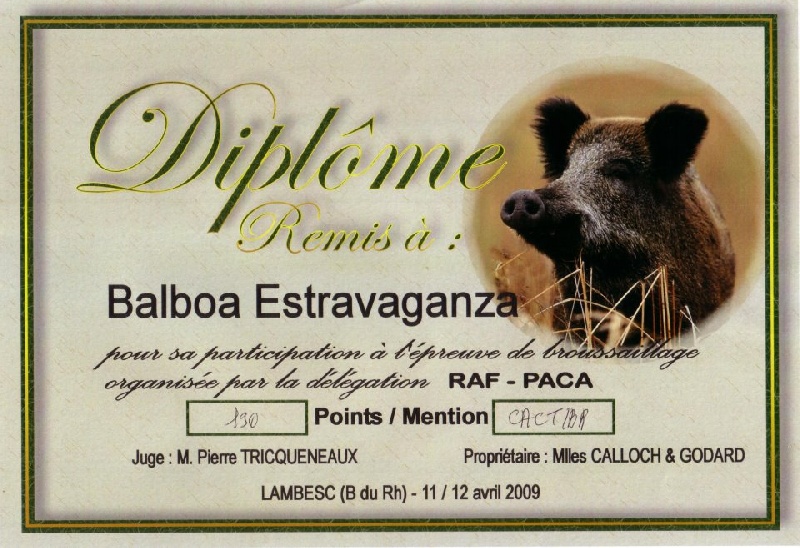 Diplôme
Remis à :
Balboa Estravaganza
pour sa participation à l'épreuve de broussaillage
organisée par la délégation RAF - PACA
130 Points / Mention CACT/BR
Juge : M. Pierre TRICQUENEAUX
Propriétaire : Mlles CALLOCH & GODARD
LAMBESC (B du Rh) - 11 / 12 avril 2009